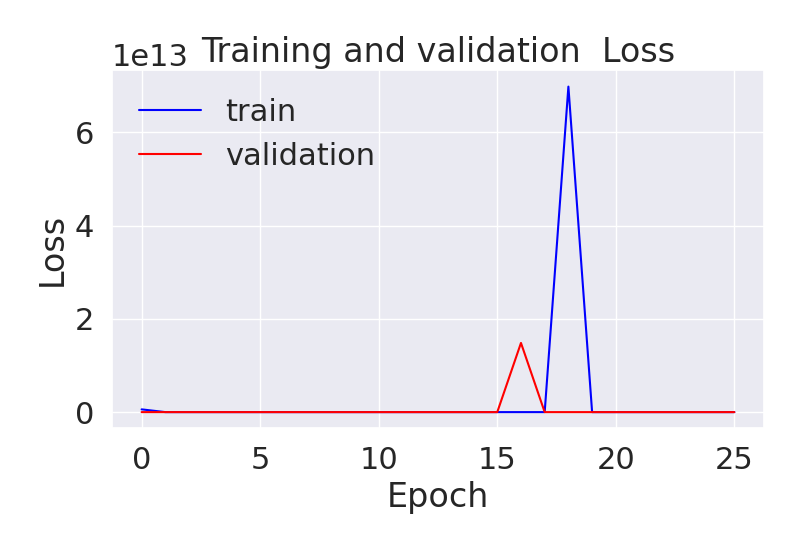 1e13
Training and validation  Loss
train
validation
6
4
2
0
Loss
0 5 10 15 20 25
Epoch